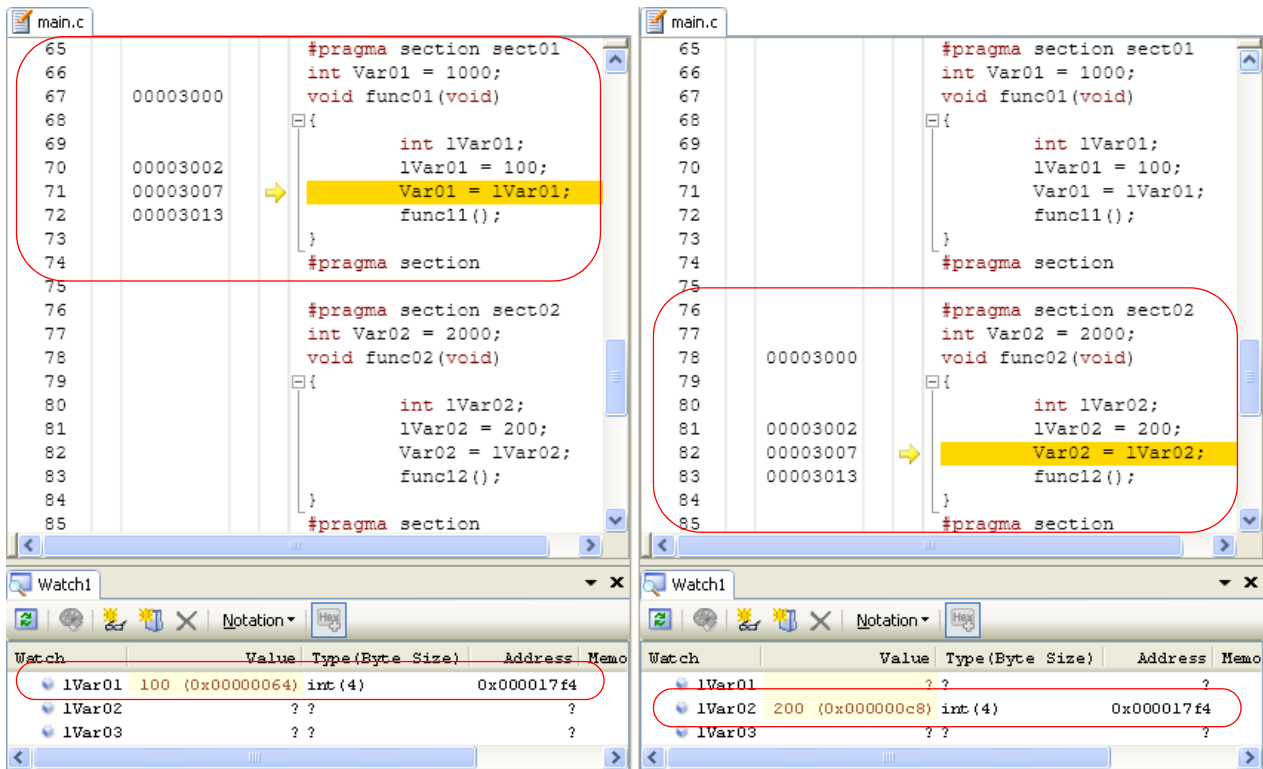 main.c
65 #pragma section sect01
66 int Var01 = 1000;
67 00003000 void func01(void)
68 {
69 int lVar01;
70 00003002 lVar01 = 100;
71 00003007 Var01 = lVar01;
72 00003013 func11();
73 }
74 #pragma section
75
76 #pragma section sect02
77 int Var02 = 2000;
78 void func02(void)
79 {
80 int lVar02;
81 lVar02 = 200;
82 Var02 = lVar02;
83 func12();
84 }
85 #pragma section
Watch1
Notation Hex
Watch Value Type(Byte Size) Address Memo
lVar01 100 (0x00000064) int(4) 0x000017f4
lVar02 ? ? ?
lVar03 ? ? ?
main.c
65 #pragma section sect01
66 int Var01 = 1000;
67 void func01(void)
68 {
69 int lVar01;
70 lVar01 = 100;
71 Var01 = lVar01;
72 func11();
73 }
74 #pragma section
75
76 #pragma section sect02
77 int Var02 = 2000;
78 00003000 void func02(void)
79 {
80 int lVar02;
81 00003002 lVar02 = 200;
82 00003007 Var02 = lVar02;
83 00003013 func12();
84 }
85 #pragma section
Watch1
Notation Hex
Watch Value Type(Byte Size) Address Memo
lVar01 ? ? ?
lVar02 200 (0x000000c8) int(4) 0x000017f4
lVar03 ? ? ?